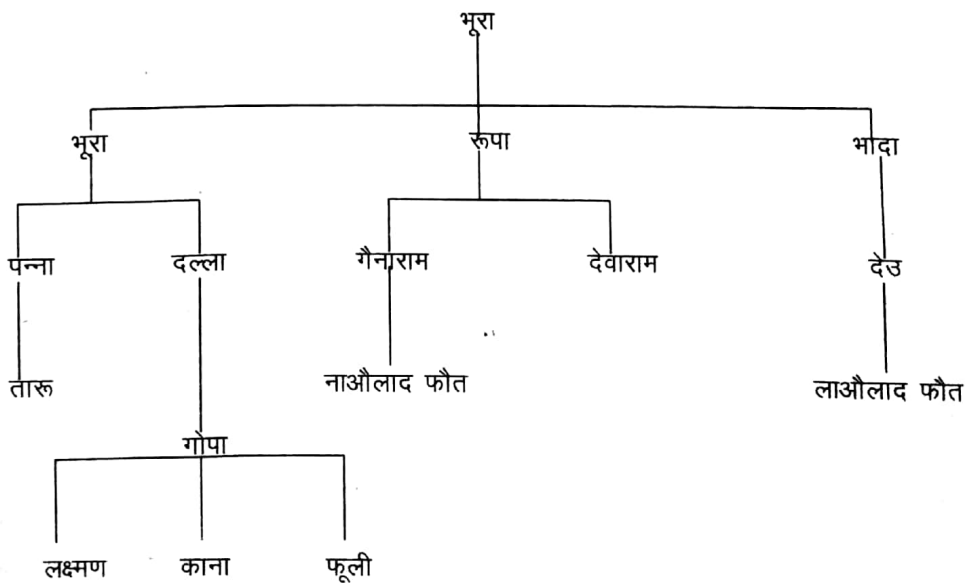 भूरा
भूरा रूपा भोदा
पन्ना दल्ला गैनाराम देवाराम देउ
तारू नाऔलाद फौत लाऔलाद फौत
गोपा
लक्ष्मण काना फूली